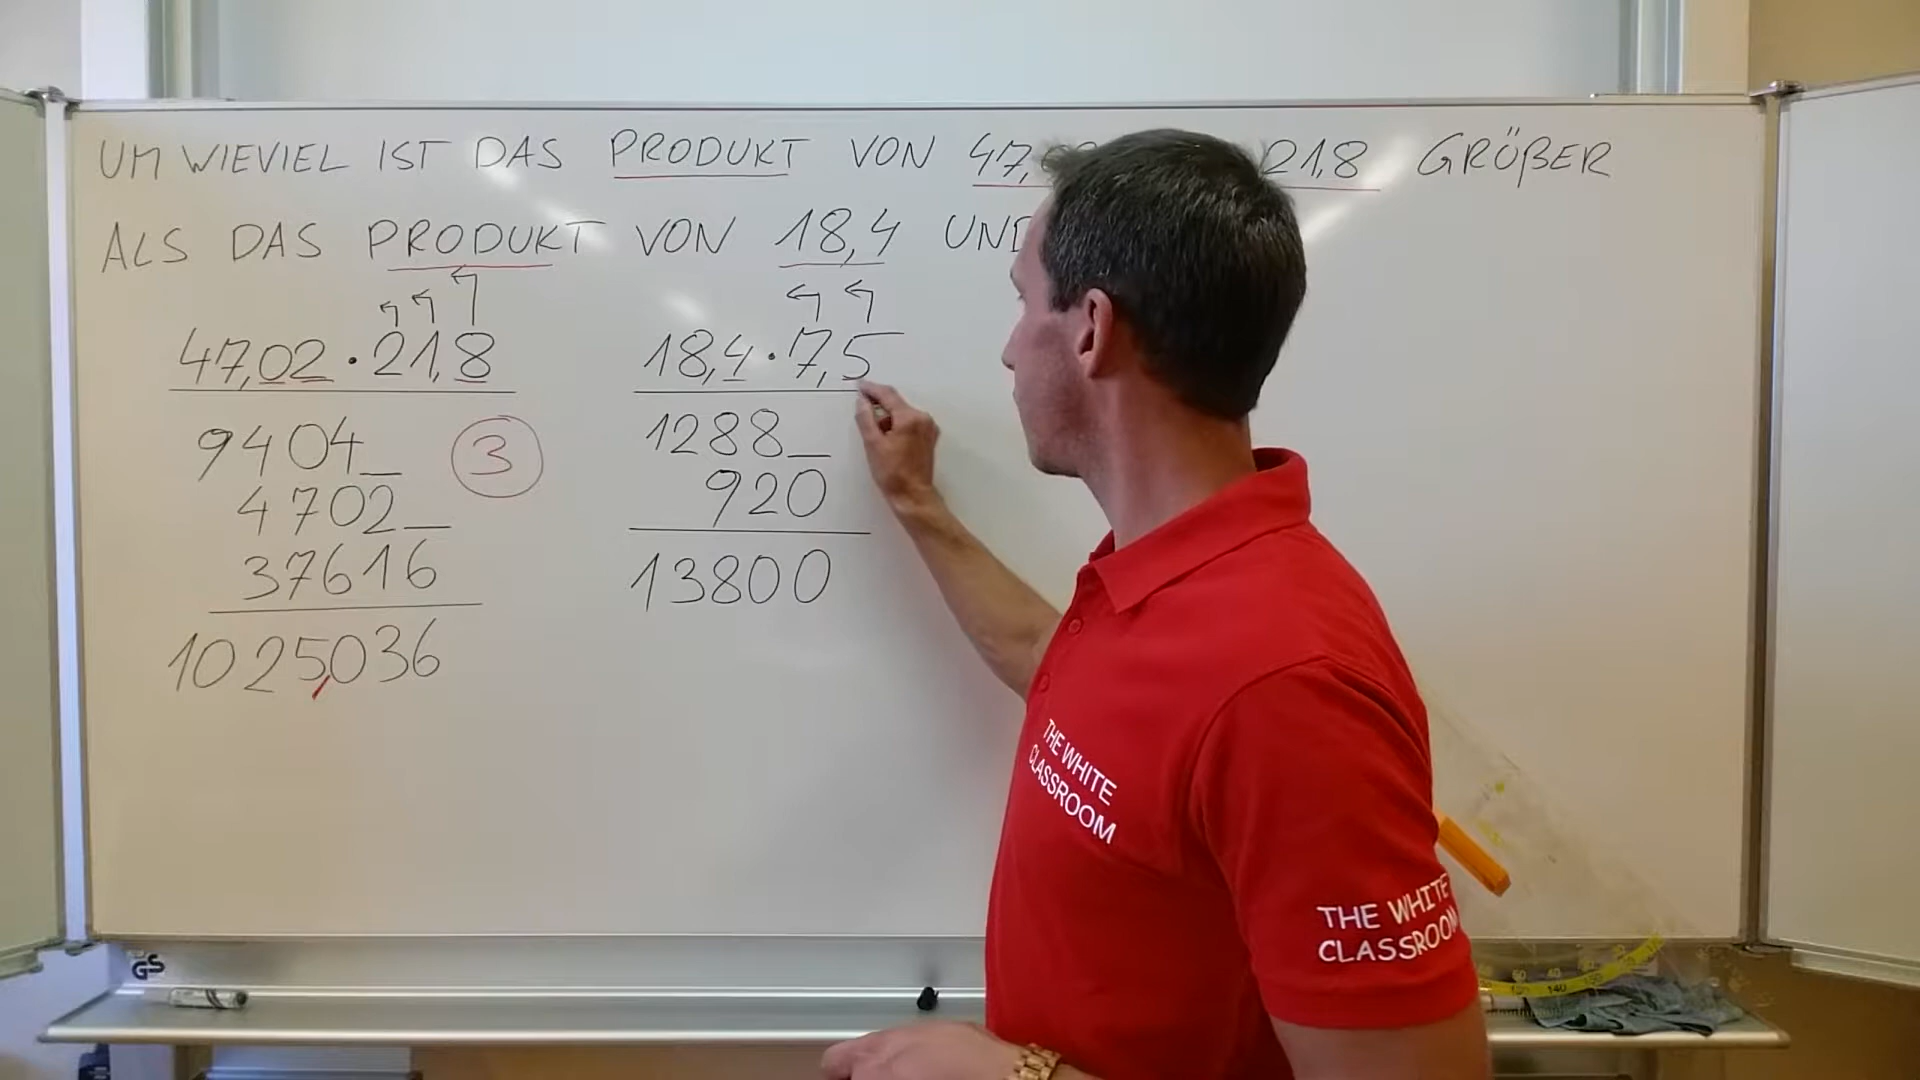 UM WIEVIEL IST DAS PRODUKT VON 47, 21,8 GRÖßER
ALS DAS PRODUKT VON 18,4 UND
47,02 · 21,8
9404_
4702_
37616
1025,036
3
18,4 · 7,5
1288_
920
13800
THE WHITE
CLASSROOM
THE WHITE
CLASSROOM
GS